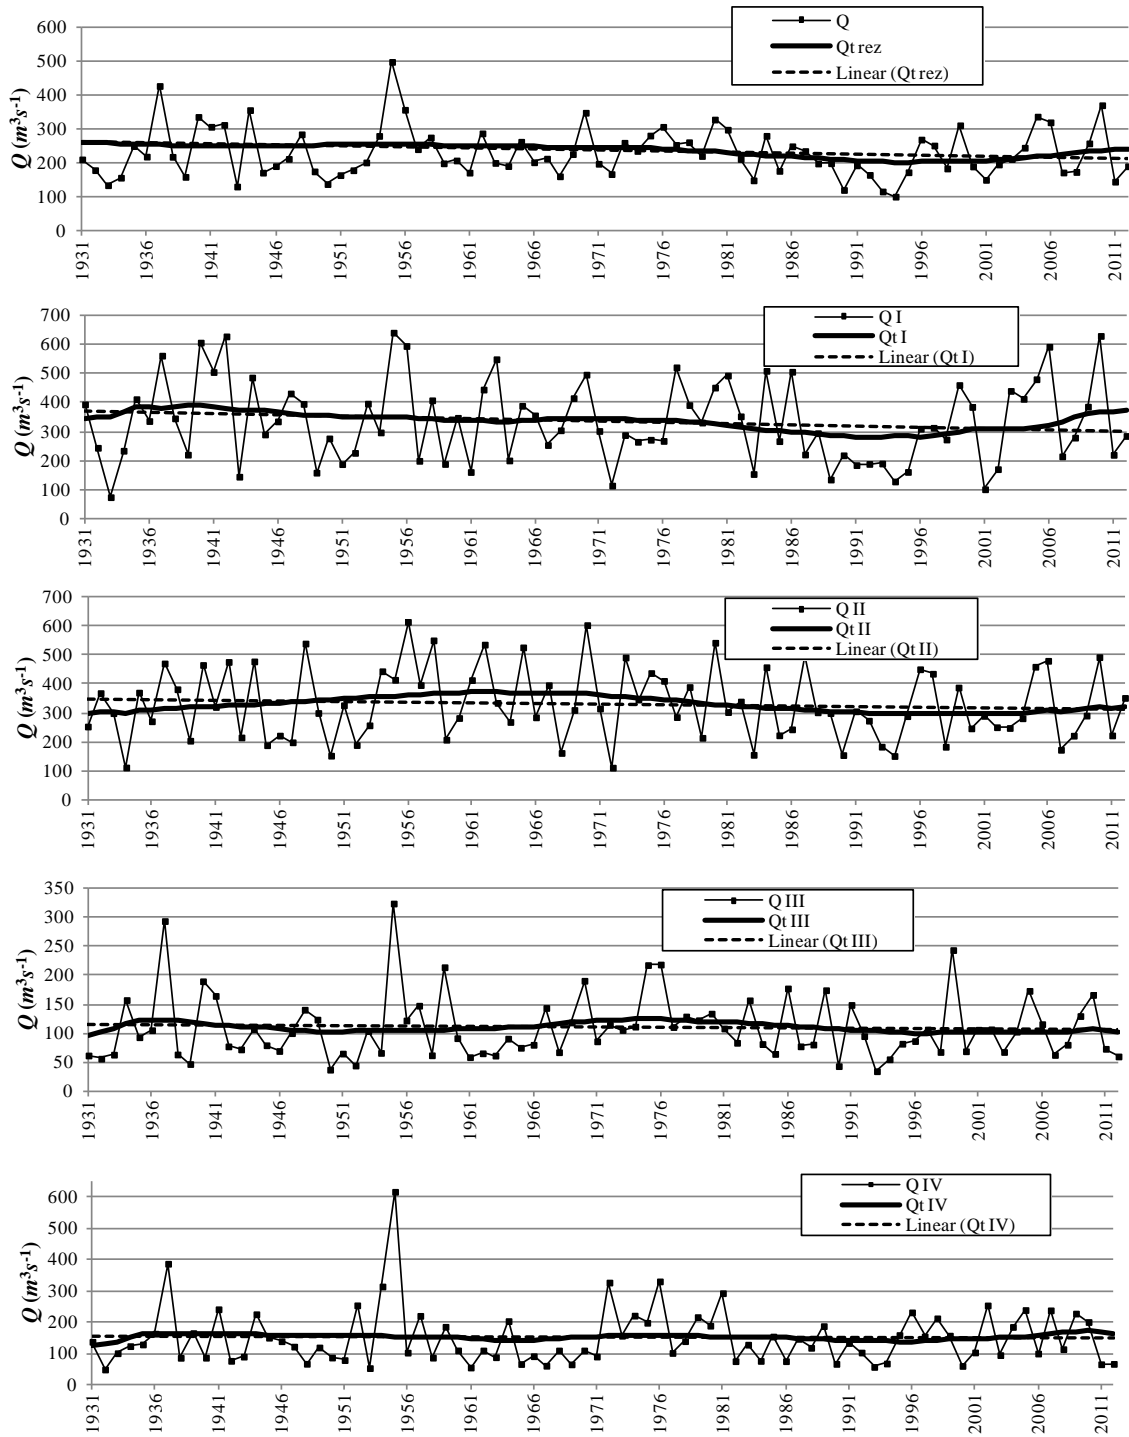 Q (m³s⁻¹)
600
500
400
300
200
100
0
Q
Qt rez
Linear (Qt rez)
1931 1936 1941 1946 1951 1956 1961 1966 1971 1976 1981 1986 1991 1996 2001 2006 2011
Q (m³s⁻¹)
700
600
500
400
300
200
100
0
Q I
Qt I
Linear (Qt I)
1931 1936 1941 1946 1951 1956 1961 1966 1971 1976 1981 1986 1991 1996 2001 2006 2011
Q (m³s⁻¹)
700
600
500
400
300
200
100
0
Q II
Qt II
Linear (Qt II)
1931 1936 1941 1946 1951 1956 1961 1966 1971 1976 1981 1986 1991 1996 2001 2006 2011
Q (m³s⁻¹)
350
300
250
200
150
100
50
0
Q III
Qt III
Linear (Qt III)
1931 1936 1941 1946 1951 1956 1961 1966 1971 1976 1981 1986 1991 1996 2001 2006 2011
Q (m³s⁻¹)
600
500
400
300
200
100
0
Q IV
Qt IV
Linear (Qt IV)
1931 1936 1941 1946 1951 1956 1961 1966 1971 1976 1981 1986 1991 1996 2001 2006 2011